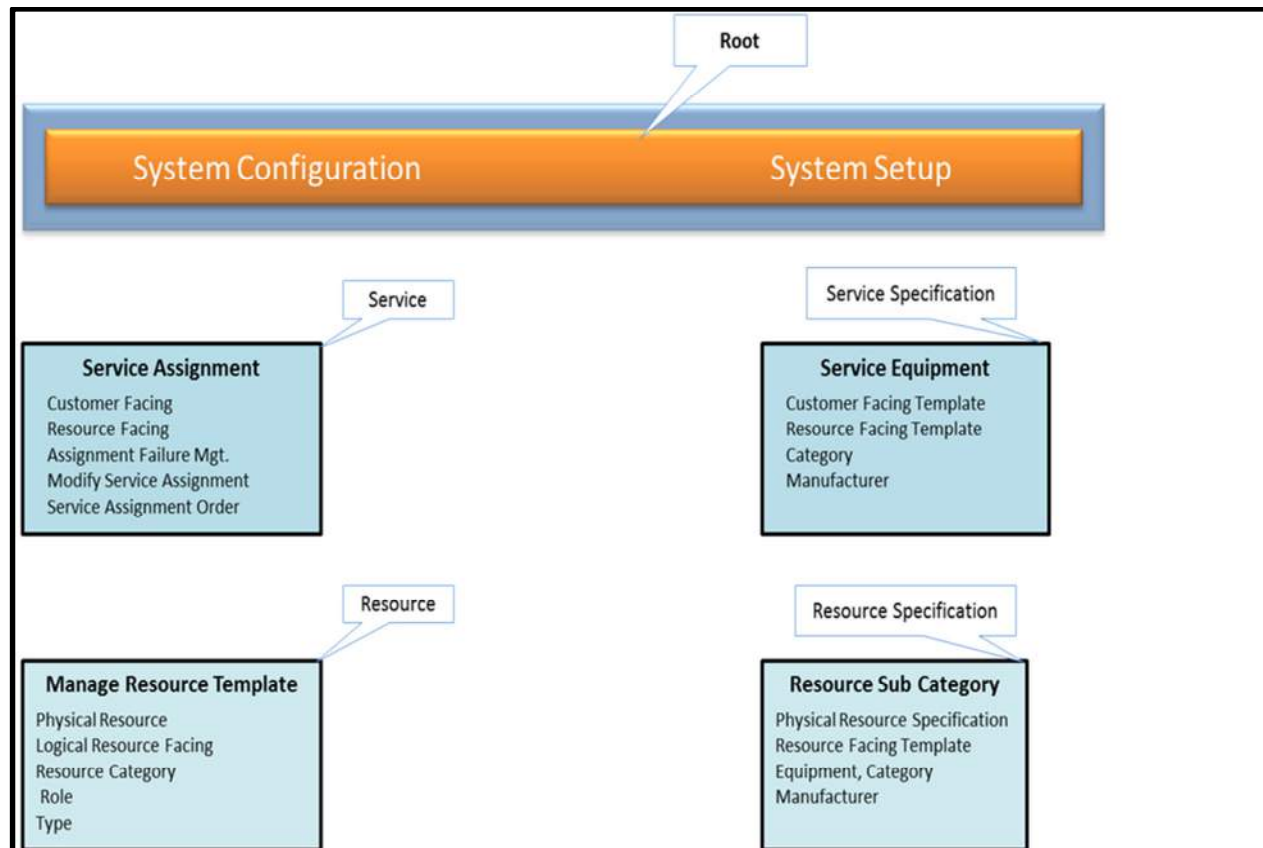 Root
System Configuration System Setup
Service
Service Specification
Service Assignment
Customer Facing
Resource Facing
Assignment Failure Mgt.
Modify Service Assignment
Service Assignment Order
Service Equipment
Customer Facing Template
Resource Facing Template
Category
Manufacturer
Resource
Resource Specification
Manage Resource Template
Physical Resource
Logical Resource Facing
Resource Category
Role
Type
Resource Sub Category
Physical Resource Specification
Resource Facing Template
Equipment, Category
Manufacturer